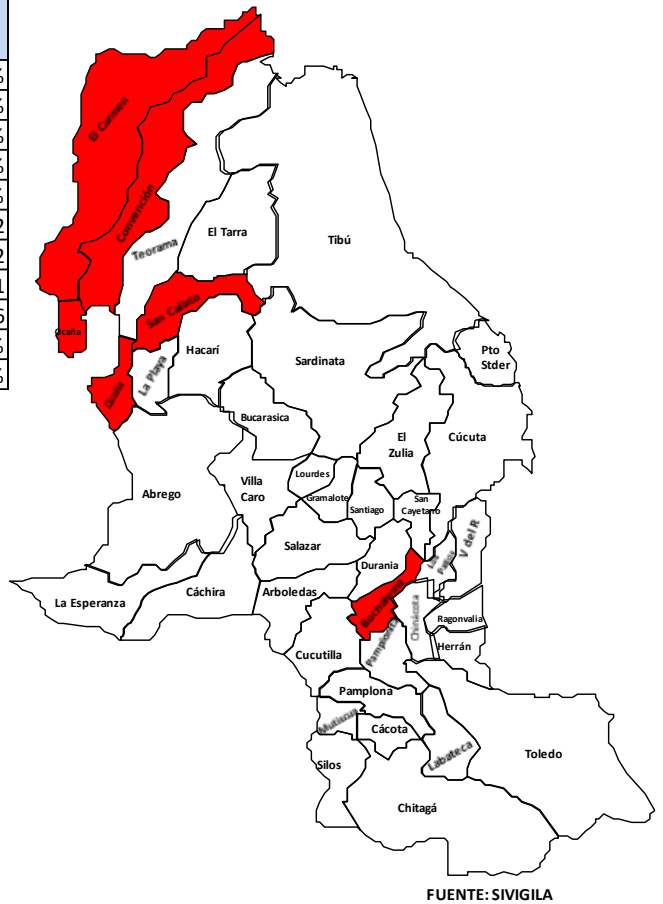 El Carmen
Convención
Teorama
El Tarra
Tibú
San Calixto
Ocaña
Hacarí
La Playa
Ocaña
Sardinata
Pto
Stder
Bucarasica
El
Zulia
Cúcuta
Abrego
Villa
Caro
Lourdes
Gramalote
Santiago
San
Cayetano
Salazar
Durania
Los
Patios
V del R
La Esperanza
Cáchira
Arboledas
Bochalema
Chinácota
Ragonvalia
Herrán
Cucutilla
Pamplonita
Pamplona
Mutiscua
Cácota
Silos
Labateca
Toledo
Chitagá
FUENTE: SIVIGILA